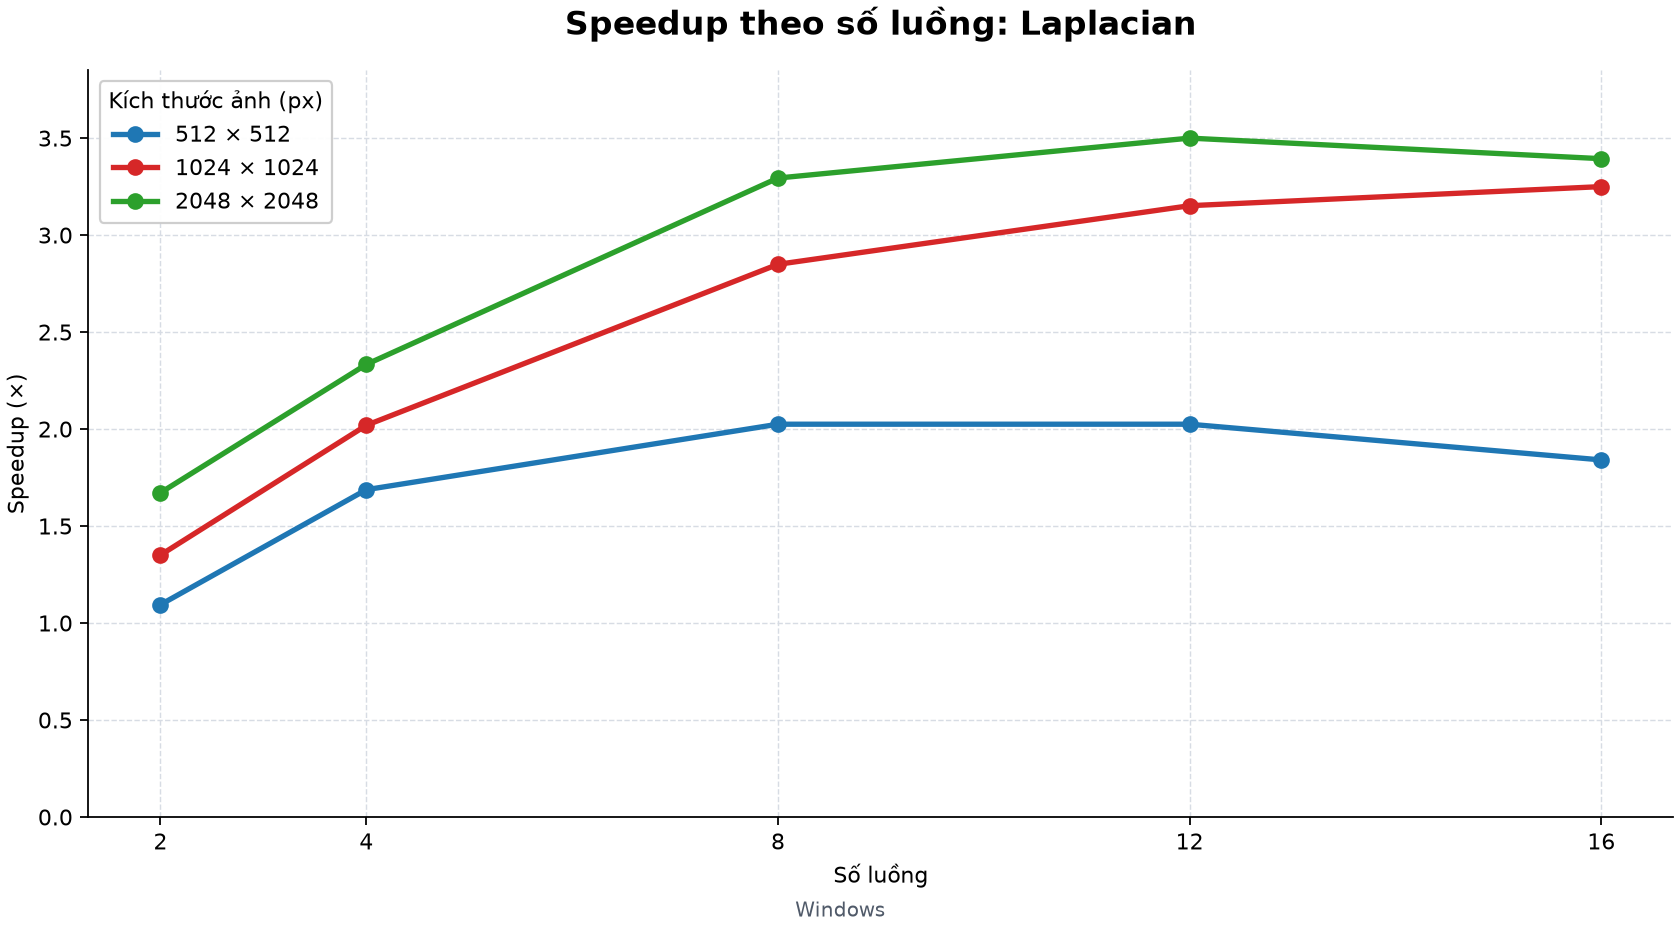 Speedup theo số luồng: Laplacian
Kích thước ảnh (px)
512 × 512
1024 × 1024
2048 × 2048
3.5
3.0
2.5
2.0
1.5
1.0
0.5
0.0
Speedup (×)
2 4 8 12 16
Số luồng
Windows